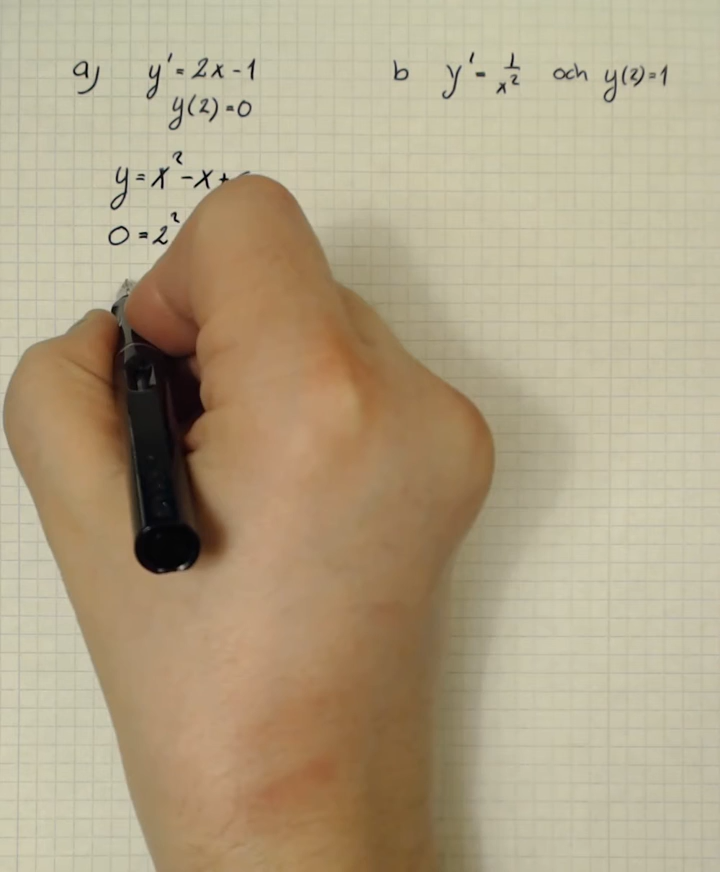 a) y' = 2x - 1
y(2) = 0
y = x² - x +
0 = 2²
b y' = 1/x² och y(2) = 1